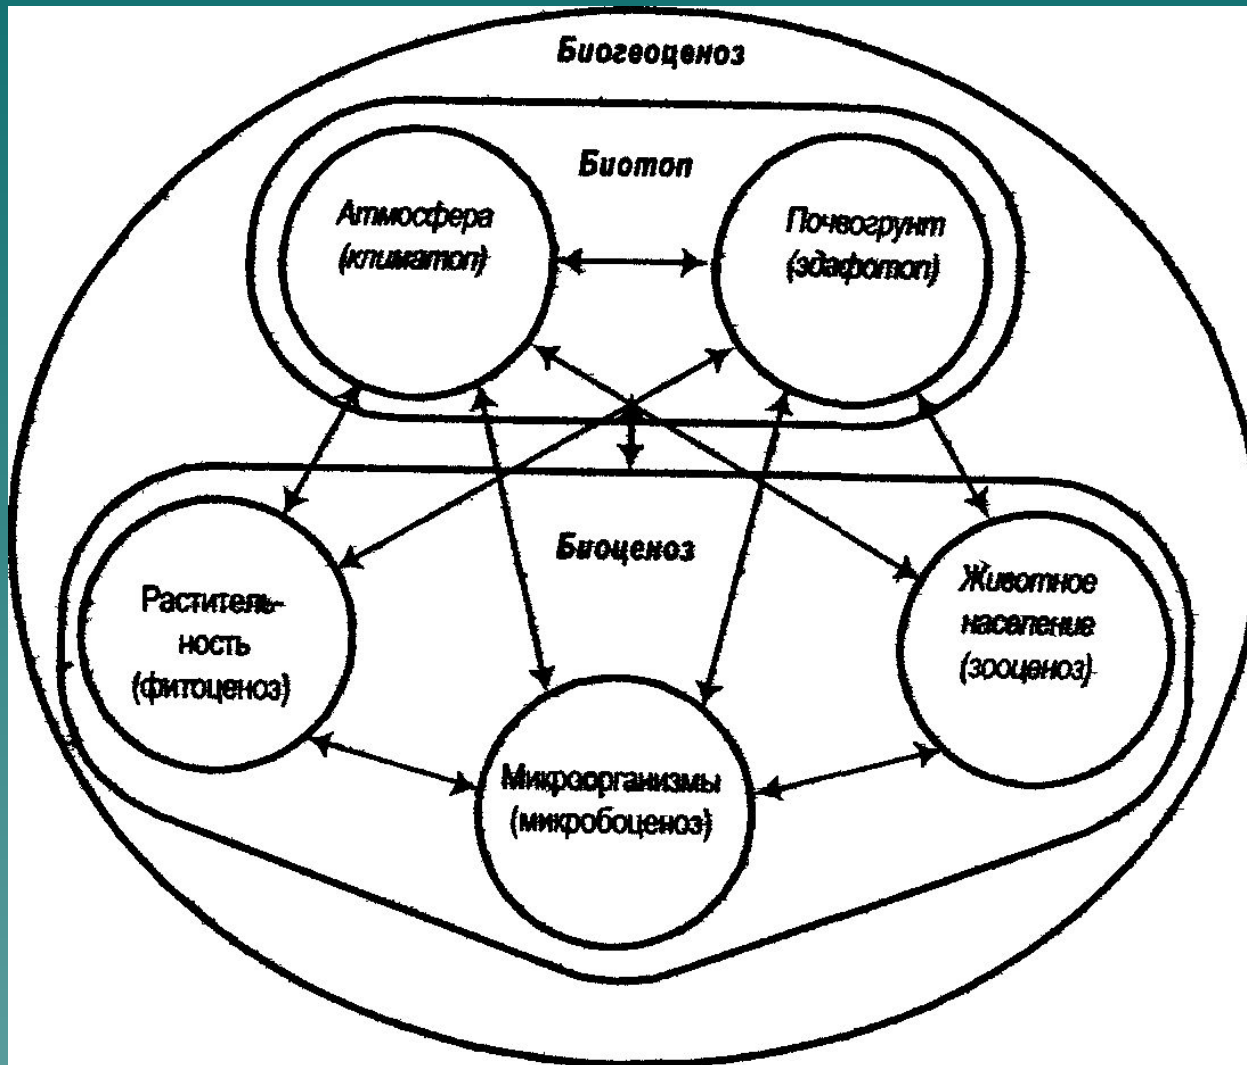 Биогеоценоз
Биотоп
Атмосфера
(климатоп)
Почвогрунт
(эдафотоп)
Биоценоз
Раститель-
ность
(фитоценоз)
Животное
население
(зооценоз)
Микроорганизмы
(микробоценоз)